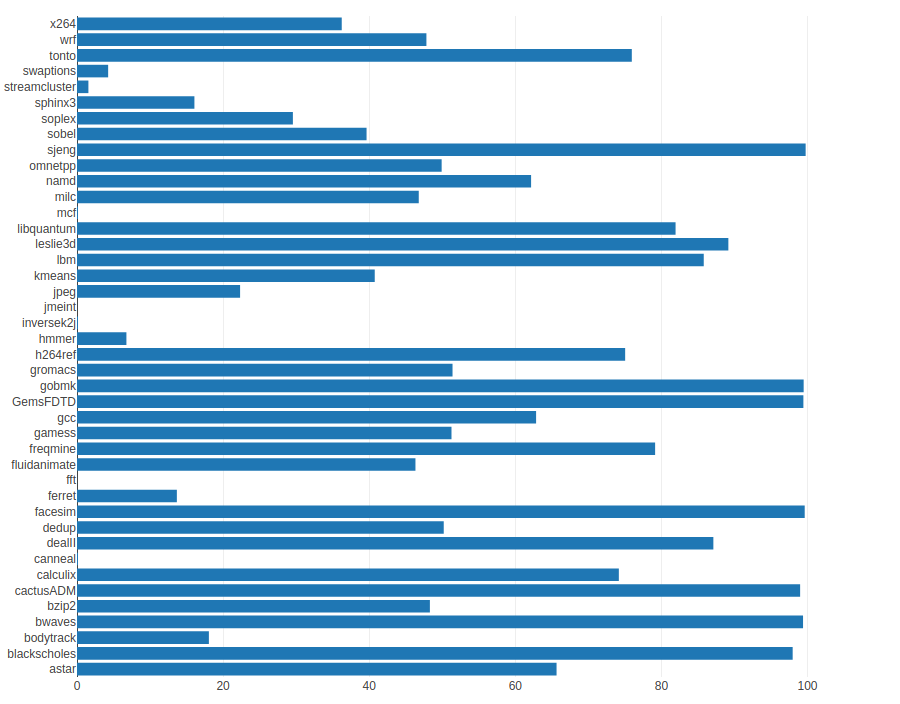 x264
wrf
tonto
swaptions
streamcluster
sphinx3
soplex
sobel
sjeng
omnetpp
namd
milc
mcf
libquantum
leslie3d
lbm
kmeans
jpeg
jmeint
inversek2j
hmmer
h264ref
gromacs
gobmk
GemsFDTD
gcc
gamess
freqmine
fluidanimate
fft
ferret
facesim
dedup
dealII
canneal
calculix
cactusADM
bzip2
bwaves
bodytrack
blackscholes
astar
0 20 40 60 80 100